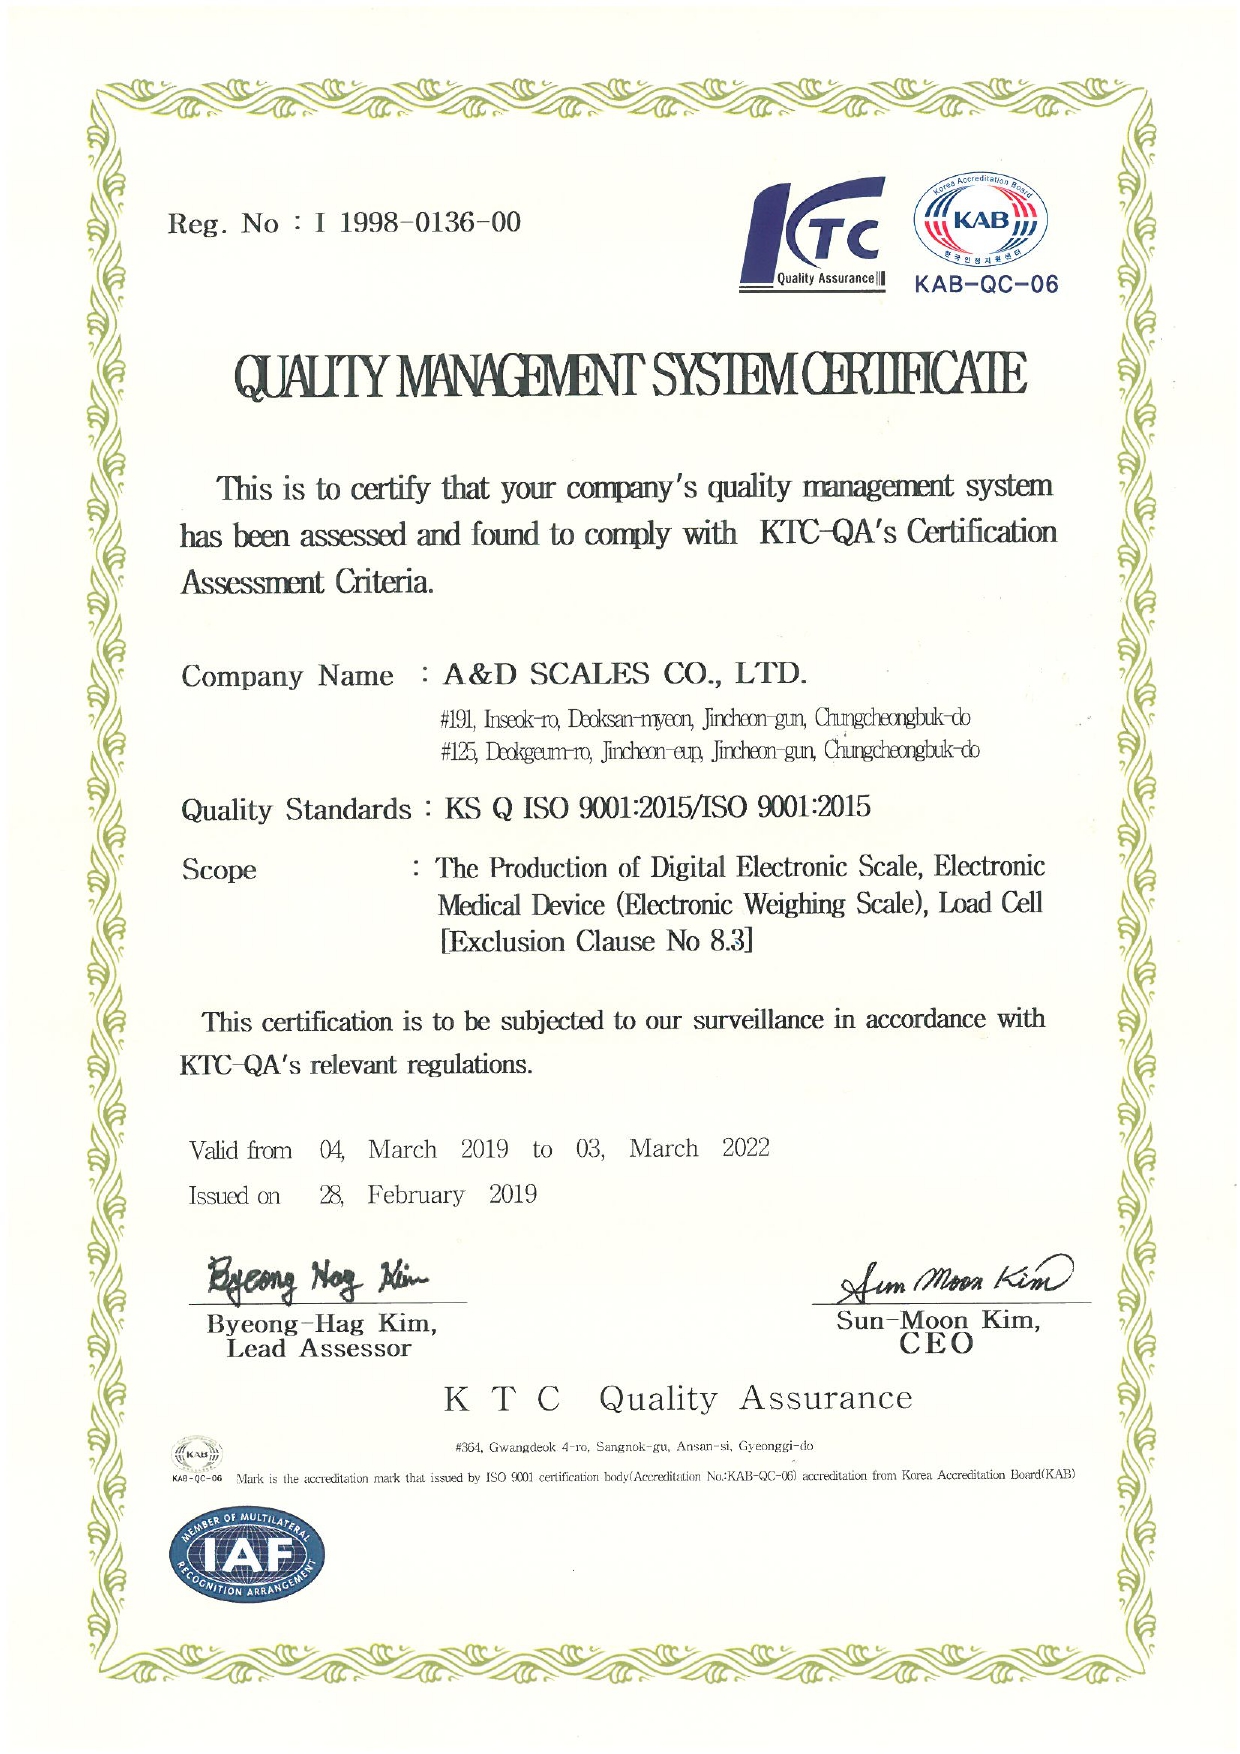 Reg. No : I 1998-0136-00
KTC
Quality Assurance
Korea Accreditation Board
KAB
한국인정지원센터
KAB-QC-06
QUALITY MANAGEMENT SYSTEM CERTIFICATE
This is to certify that your company's quality management system
has been assessed and found to comply with KTC-QA's Certification
Assessment Criteria.
Company Name : A&D SCALES CO., LTD.
#191, Inseok-ro, Deoksan-myeon, Jincheon-gun, Chungcheongbuk-do
#125, Deokgeum-ro, Jincheon-eup, Jincheon-gun, Chungcheongbuk-do
Quality Standards : KS Q ISO 9001:2015/ISO 9001:2015
Scope : The Production of Digital Electronic Scale, Electronic
Medical Device (Electronic Weighing Scale), Load Cell
[Exclusion Clause No 8.3]
This certification is to be subjected to our surveillance in accordance with
KTC-QA's relevant regulations.
Valid from 04, March 2019 to 03, March 2022
Issued on 28, February 2019
Byeong Hag Kim
Sun Moon Kim
Byeong-Hag Kim,
Lead Assessor
Sun-Moon Kim,
CEO
K T C Quality Assurance
#364, Gwangdeok 4-ro, Sangnok-gu, Ansan-si, Gyeonggi-do
KAB
KAB-QC-06 Mark is the accreditation mark that issued by ISO 9001 certification body(Accreditation No.:KAB-QC-06) accreditation from Korea Accreditation Board(KAB)
MEMBER OF MULTILATERAL
IAF
RECOGNITION ARRANGEMENT